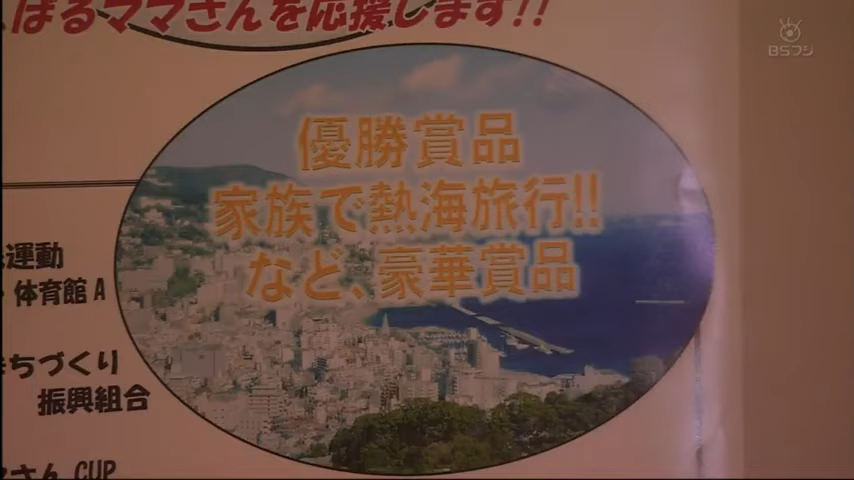 ばるママさんを応援します!!
BSフジ
優勝賞品
家族で熱海旅行!!
など、豪華賞品
運動
体育館 A
ちづくり
振興組合
さん CUP